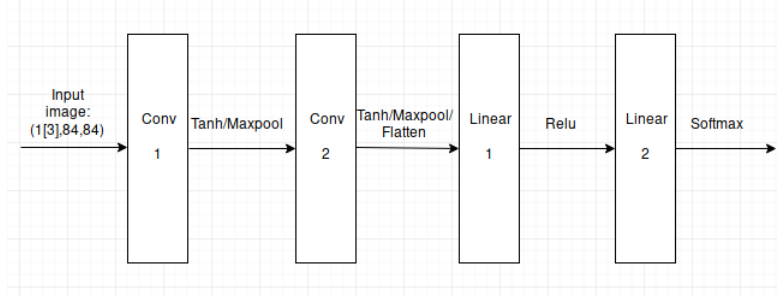 Input
image:
(1[3],84,84)
Conv
1
Tanh/Maxpool
Conv
2
Tanh/Maxpool/
Flatten
Linear
1
Relu
Linear
2
Softmax